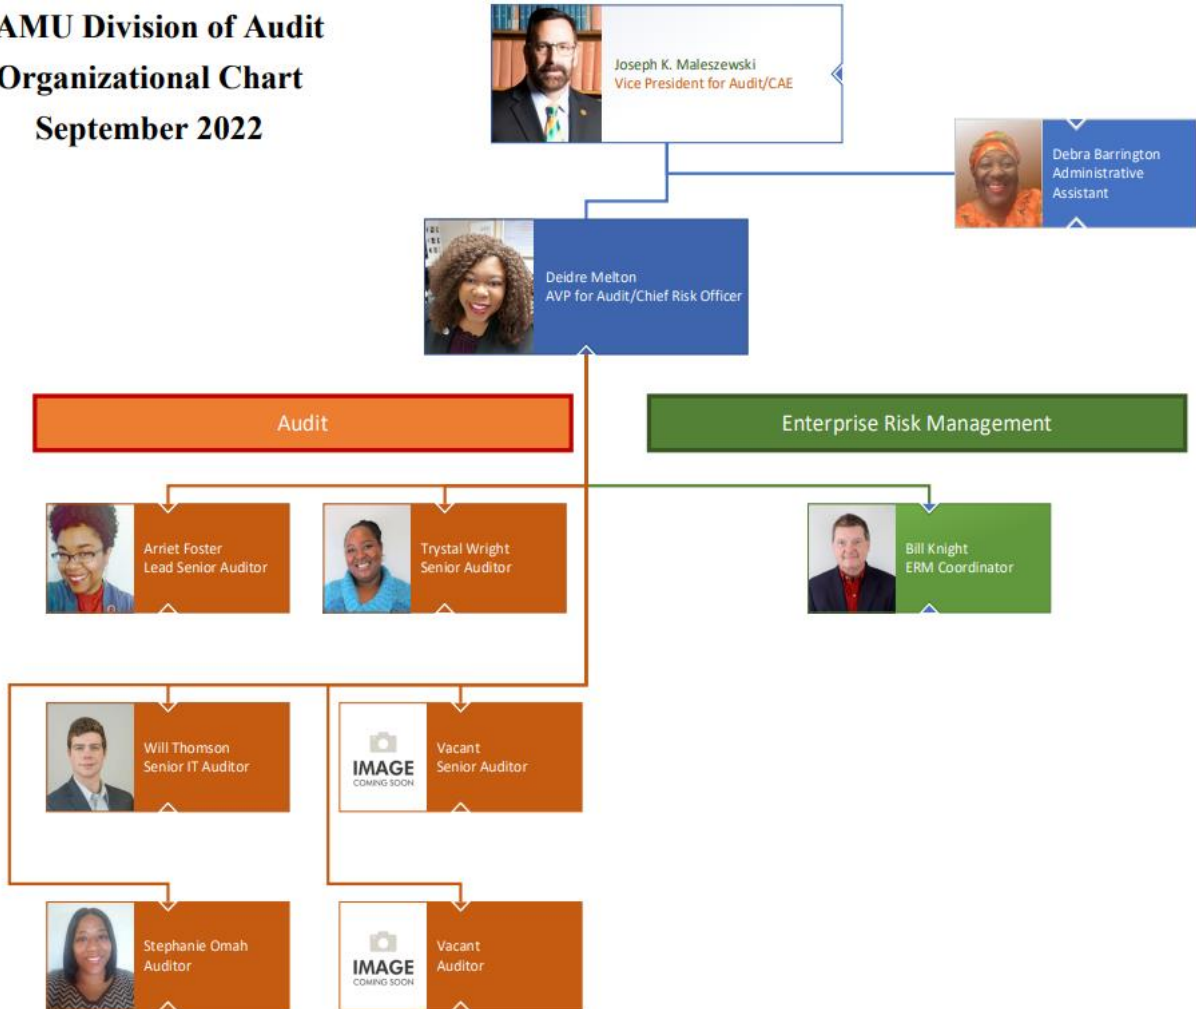 AMU Division of Audit
Organizational Chart
September 2022
Joseph K. Maleszewski
Vice President for Audit/CAE
Debra Barrington
Administrative
Assistant
Deidre Melton
AVP for Audit/Chief Risk Officer
Audit
Enterprise Risk Management
Arriet Foster
Lead Senior Auditor
Trystal Wright
Senior Auditor
Bill Knight
ERM Coordinator
Will Thomson
Senior IT Auditor
IMAGE
COMING SOON
Vacant
Senior Auditor
Stephanie Omah
Auditor
IMAGE
COMING SOON
Vacant
Auditor